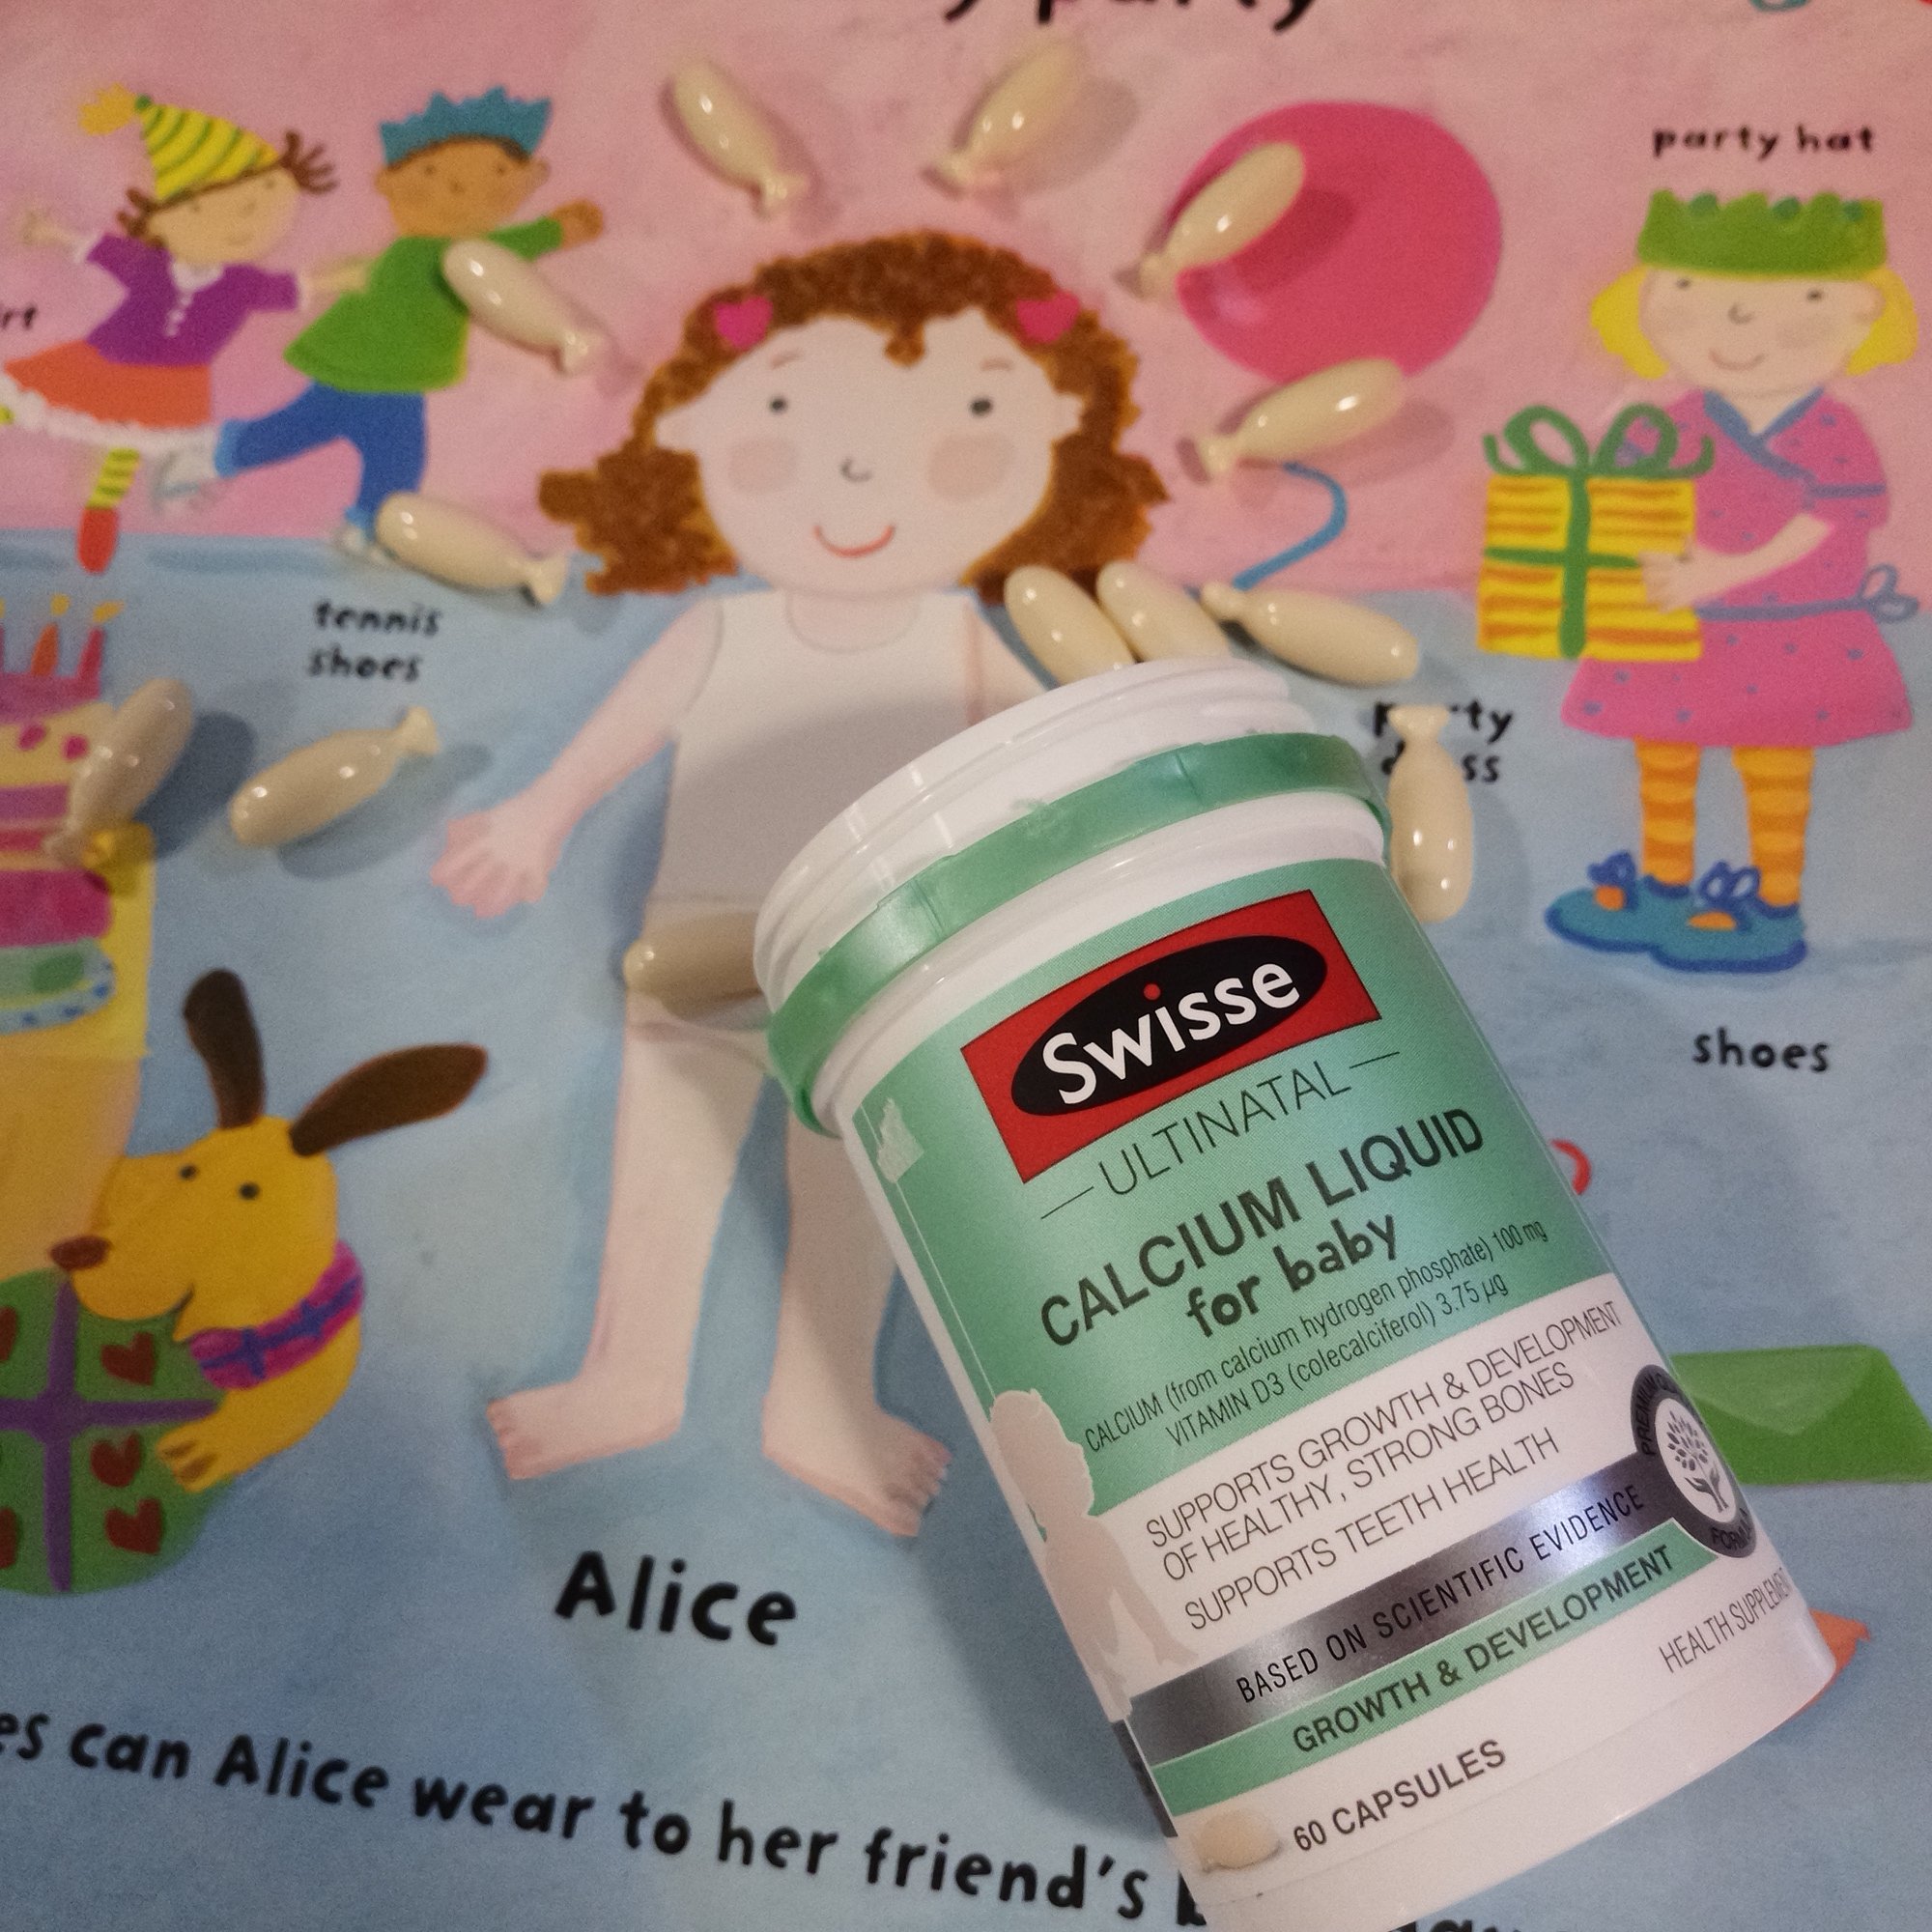 party
party hat
tennis
shoes
shoes
Swisse
ULTINATAL
CALCIUM LIQUID
for baby
CALCIUM (from calcium hydrogen phosphate) 100 mg
VITAMIN D3 (colecalciferol) 3.75 µg
SUPPORTS GROWTH & DEVELOPMENT
OF HEALTHY, STRONG BONES
SUPPORTS TEETH HEALTH
BASED ON SCIENTIFIC EVIDENCE
GROWTH & DEVELOPMENT
HEALTH SUPPLEMENT
60 CAPSULES
Alice
can Alice wear to her friend's